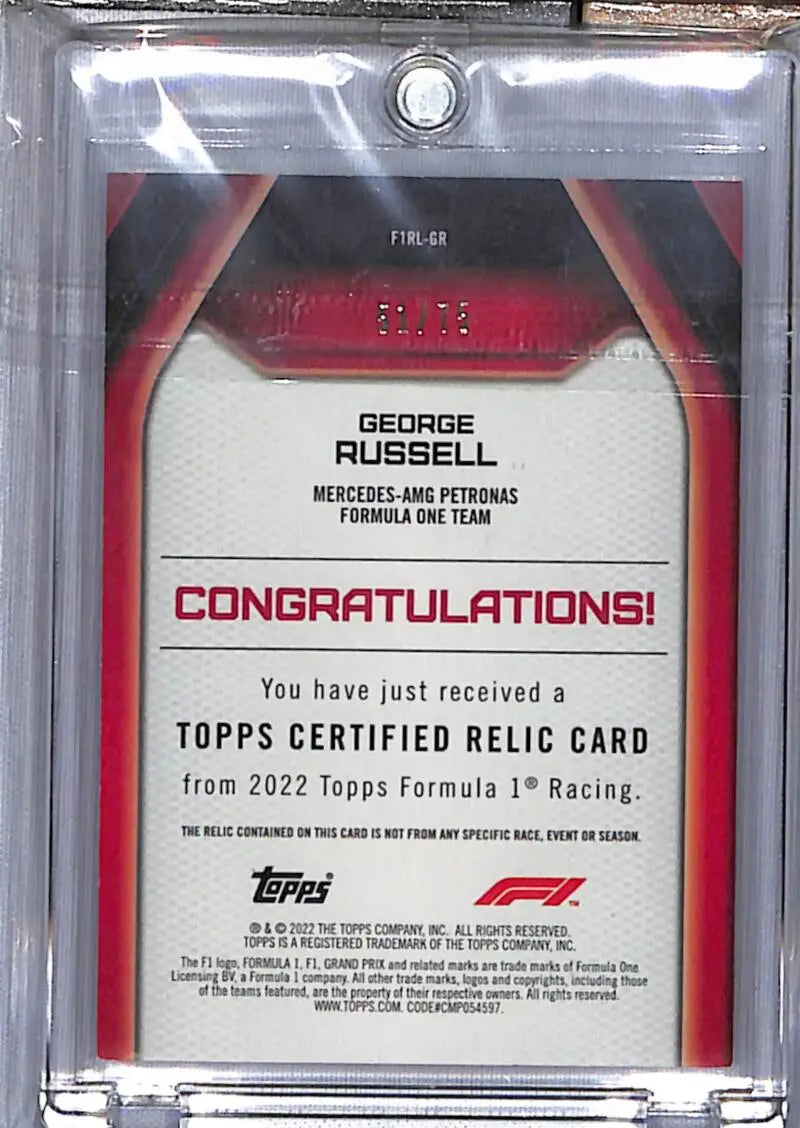 F1RL-GR
51/75
GEORGE
RUSSELL
MERCEDES-AMG PETRONAS
FORMULA ONE TEAM
CONGRATULATIONS!
You have just received a
TOPPS CERTIFIED RELIC CARD
from 2022 Topps Formula 1® Racing.
THE RELIC CONTAINED ON THIS CARD IS NOT FROM ANY SPECIFIC RACE, EVENT OR SEASON.
topps®
F1™
® & © 2022 THE TOPPS COMPANY, INC. ALL RIGHTS RESERVED.
TOPPS IS A REGISTERED TRADEMARK OF THE TOPPS COMPANY, INC.
The F1 logo, FORMULA 1, F1, GRAND PRIX and related marks are trade marks of Formula One
Licensing BV, a Formula 1 company. All other trade marks, logos and copyrights, including those
of the teams featured, are the property of their respective owners. All rights reserved.
WWW.TOPPS.COM. CODE#CMP054597.